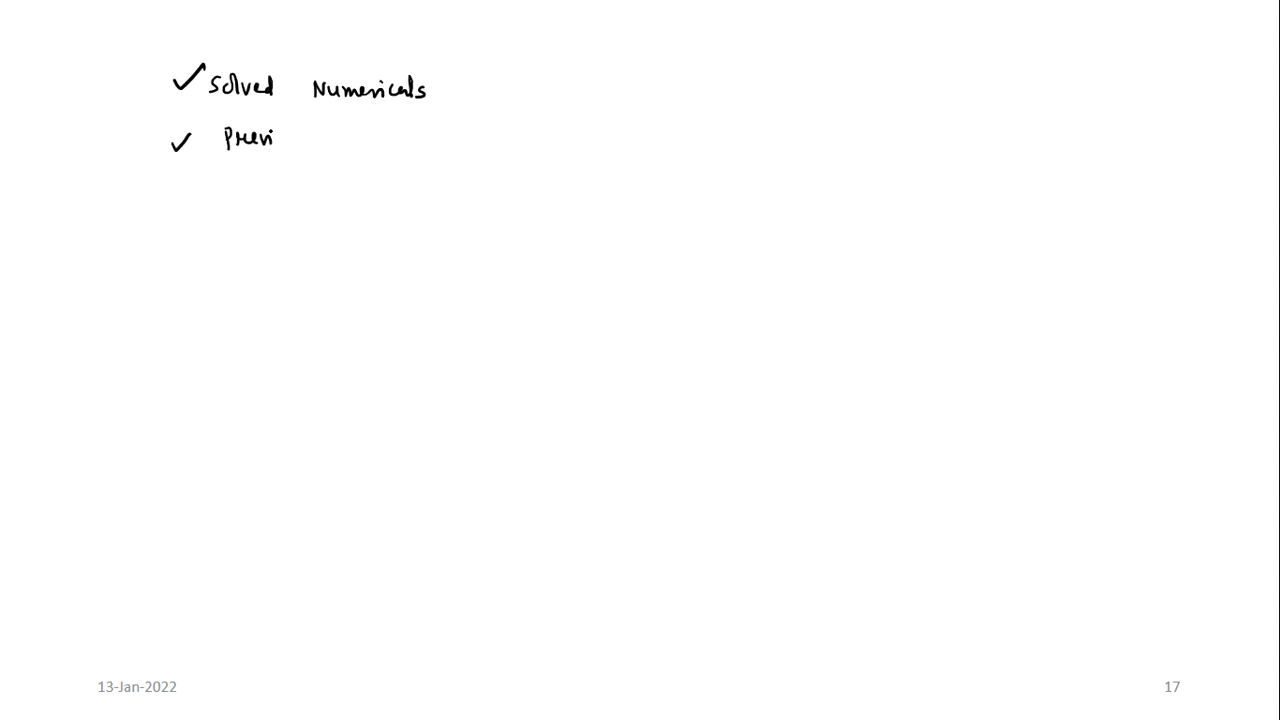 ✓ Solved Numericals
✓ Previ
13-Jan-2022
17